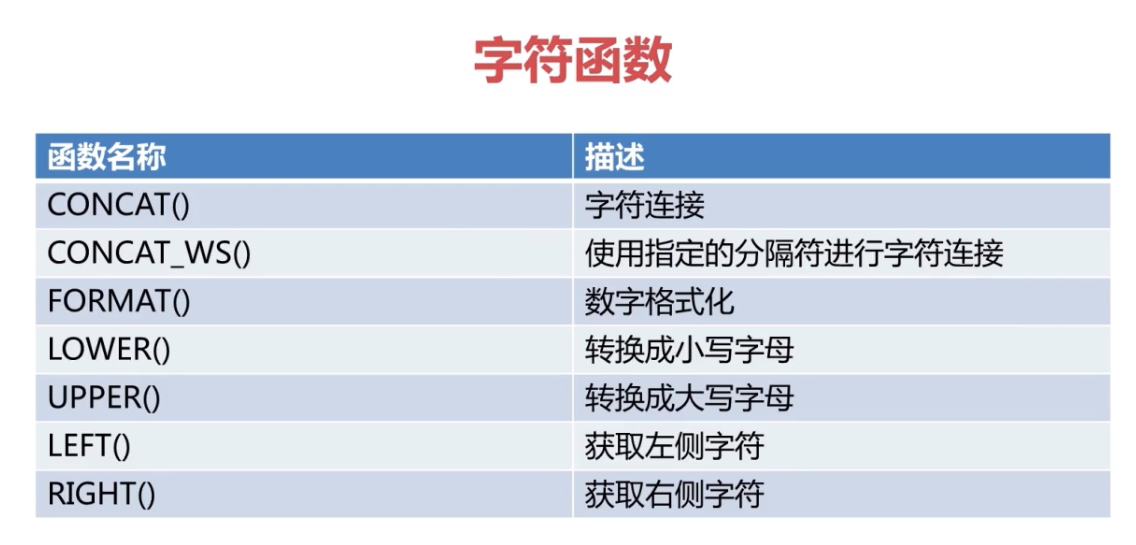 字符函数
函数名称 描述
CONCAT() 字符连接
CONCAT_WS() 使用指定的分隔符进行字符连接
FORMAT() 数字格式化
LOWER() 转换成小写字母
UPPER() 转换成大写字母
LEFT() 获取左侧字符
RIGHT() 获取右侧字符